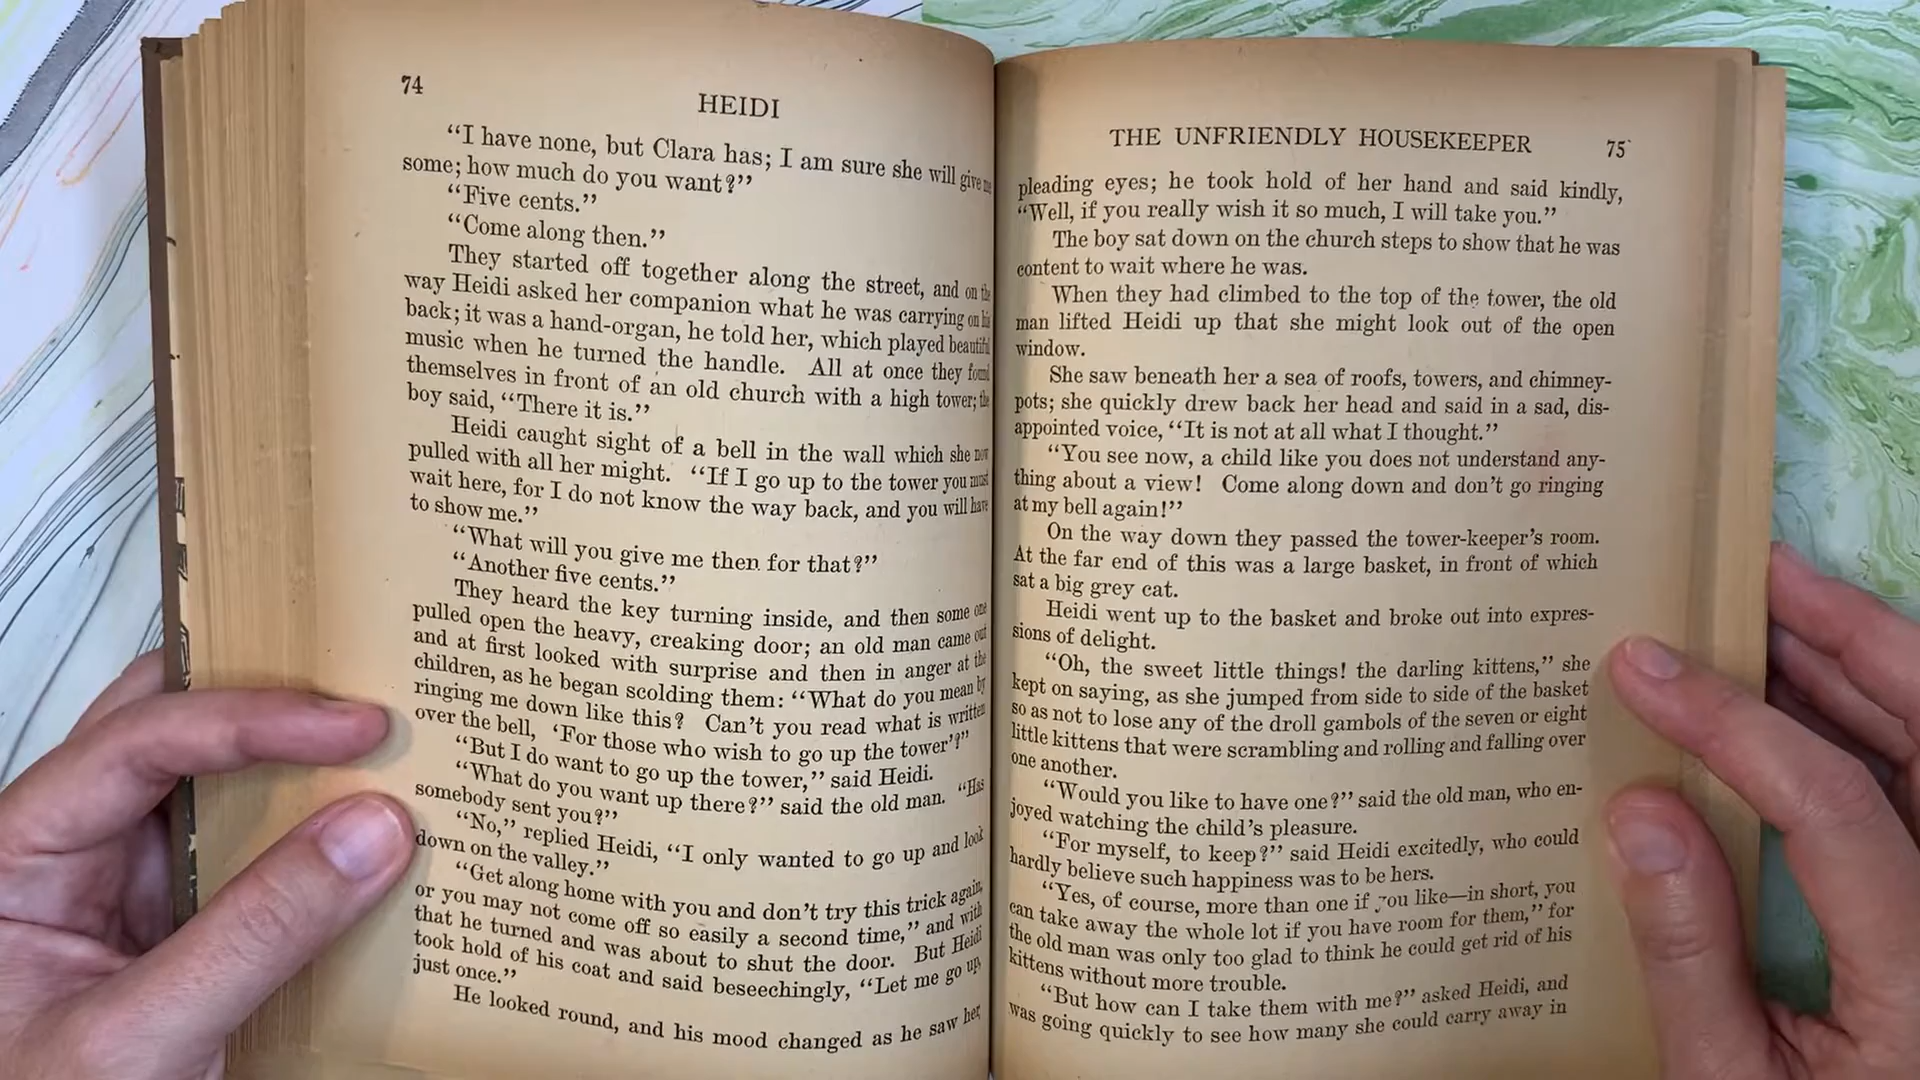 74
HEIDI
“I have none, but Clara has; I am sure she will give me
some; how much do you want?”
“Five cents.”
“Come along then.”
They started off together along the street, and on the
way Heidi asked her companion what he was carrying on his
back; it was a hand-organ, he told her, which played beautiful
music when he turned the handle. All at once they found
themselves in front of an old church with a high tower; the
boy said, “There it is.”
Heidi caught sight of a bell in the wall which she now
pulled with all her might. “If I go up to the tower you must
wait here, for I do not know the way back, and you will have
to show me.”
“What will you give me then for that?”
“Another five cents.”
They heard the key turning inside, and then some one
pulled open the heavy, creaking door; an old man came out
and at first looked with surprise and then in anger at the
children, as he began scolding them: “What do you mean by
ringing me down like this? Can’t you read what is written
over the bell, ‘For those who wish to go up the tower’?”
“But I do want to go up the tower,” said Heidi.
“What do you want up there?” said the old man. “Has
somebody sent you?”
“No,” replied Heidi, “I only wanted to go up and look
down on the valley.”
“Get along home with you and don’t try this trick again,
or you may not come off so easily a second time,” and with
that he turned and was about to shut the door. But Heidi
took hold of his coat and said beseechingly, “Let me go up,
just once.”
He looked round, and his mood changed as he saw her
THE UNFRIENDLY HOUSEKEEPER
75
pleading eyes; he took hold of her hand and said kindly,
“Well, if you really wish it so much, I will take you.”
The boy sat down on the church steps to show that he was
content to wait where he was.
When they had climbed to the top of the tower, the old
man lifted Heidi up that she might look out of the open
window.
She saw beneath her a sea of roofs, towers, and chimney-
pots; she quickly drew back her head and said in a sad, dis-
appointed voice, “It is not at all what I thought.”
“You see now, a child like you does not understand any-
thing about a view! Come along down and don’t go ringing
at my bell again!”
On the way down they passed the tower-keeper’s room.
At the far end of this was a large basket, in front of which
sat a big grey cat.
Heidi went up to the basket and broke out into expres-
sions of delight.
“Oh, the sweet little things! the darling kittens,” she
kept on saying, as she jumped from side to side of the basket
so as not to lose any of the droll gambols of the seven or eight
little kittens that were scrambling and rolling and falling over
one another.
“Would you like to have one?” said the old man, who en-
joyed watching the child’s pleasure.
“For myself, to keep?” said Heidi excitedly, who could
hardly believe such happiness was to be hers.
“Yes, of course, more than one if you like—in short, you
can take away the whole lot if you have room for them,” for
the old man was only too glad to think he could get rid of his
kittens without more trouble.
“But how can I take them with me?” asked Heidi, and
was going quickly to see how many she could carry away in